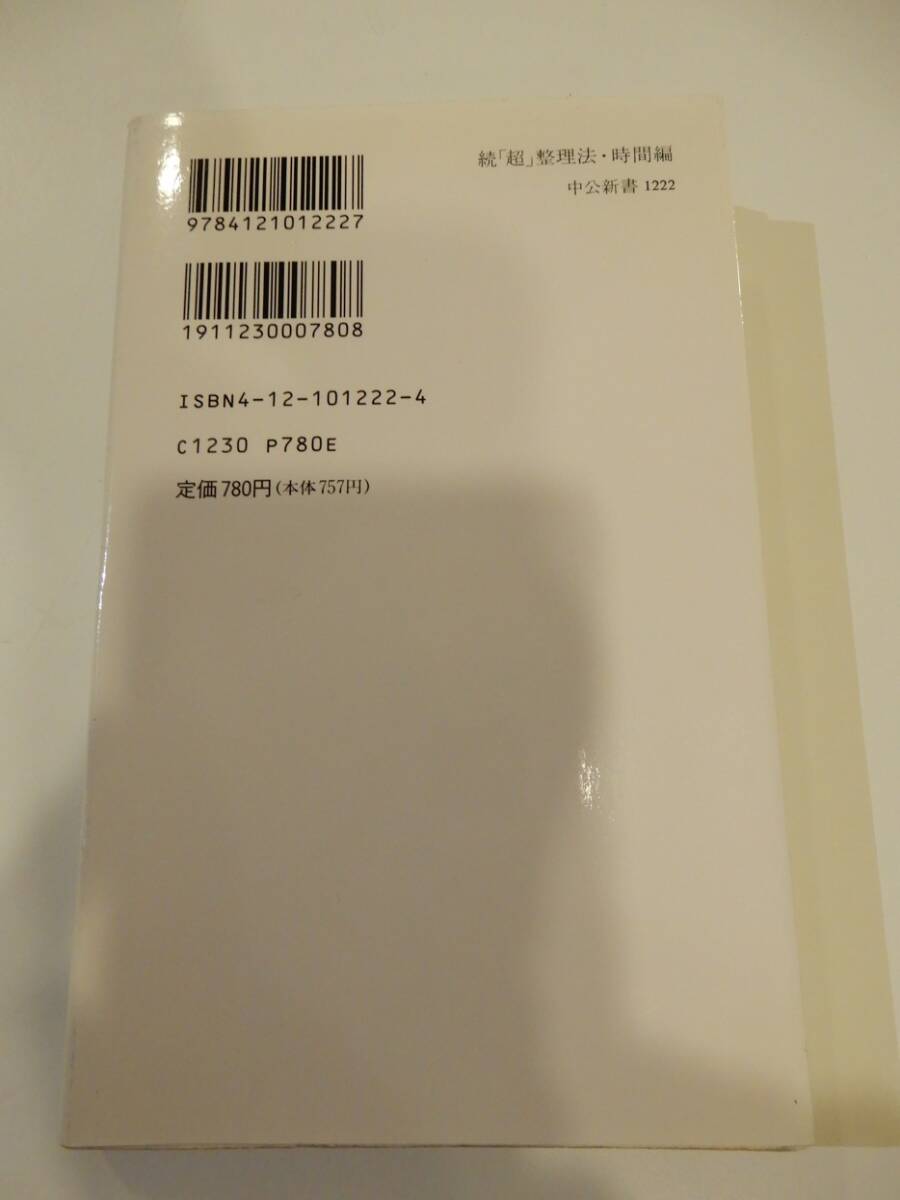 続「超」整理法・時間編
中公新書 1222
9784121012227
1911230007808
ISBN4-12-101222-4
C1230 P780E
定価780円(本体757円)